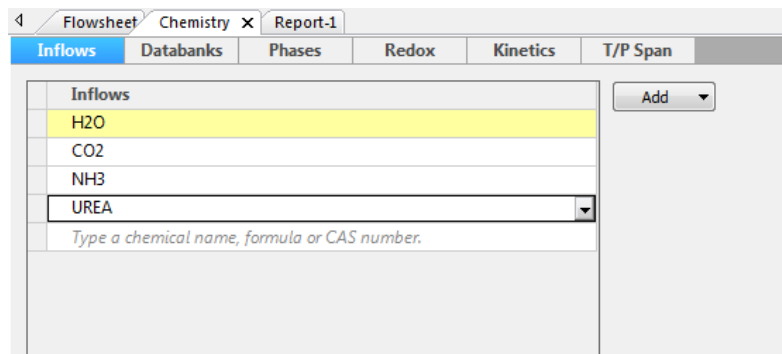 Flowsheet Chemistry Report-1
Inflows Databanks Phases Redox Kinetics T/P Span
Inflows
Add
H2O
CO2
NH3
UREA
Type a chemical name, formula or CAS number.